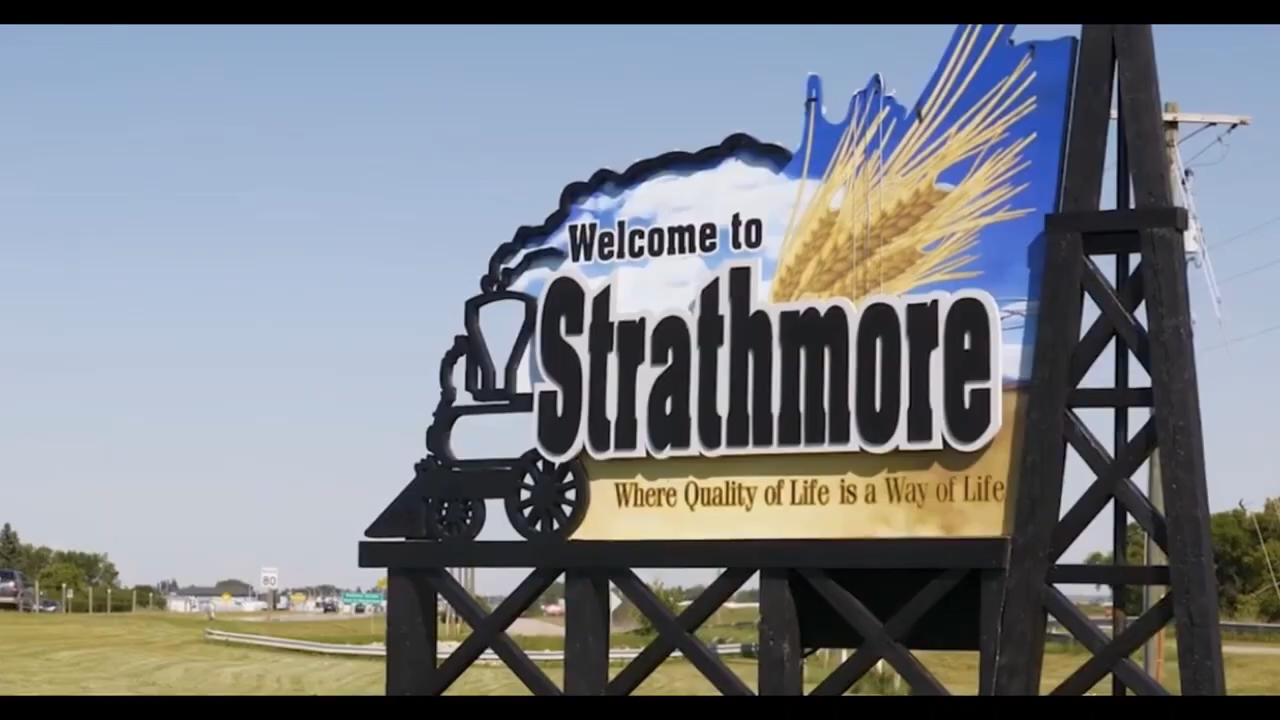 Welcome to
Strathmore
Where Quality of Life is a Way of Life
80